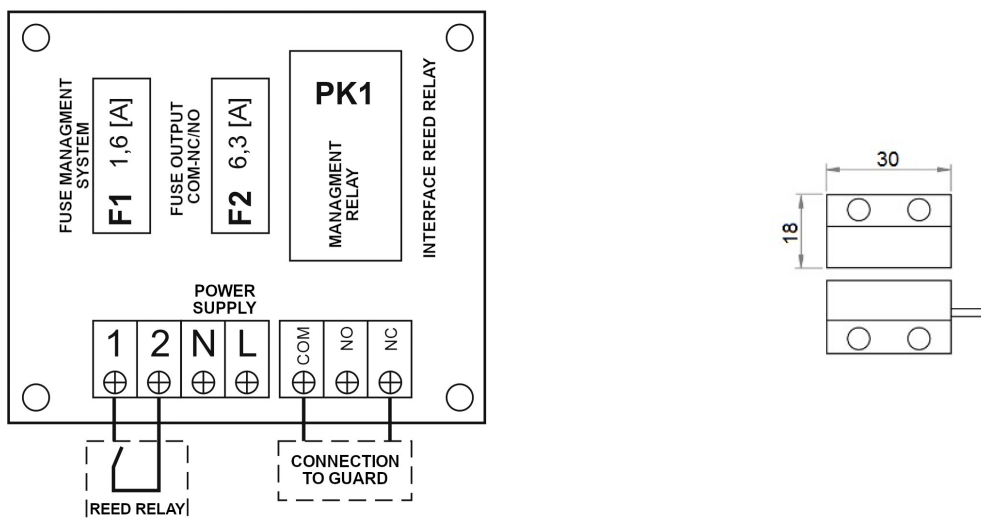 FUSE MANAGMENT
SYSTEM
F1 1,6 [A]
FUSE OUTPUT
COM-NC/NO
F2 6,3 [A]
PK1
MANAGMENT
RELAY
INTERFACE REED RELAY
POWER
SUPPLY
1 2 N L
COM NO NC
REED RELAY
CONNECTION
TO GUARD
30
18